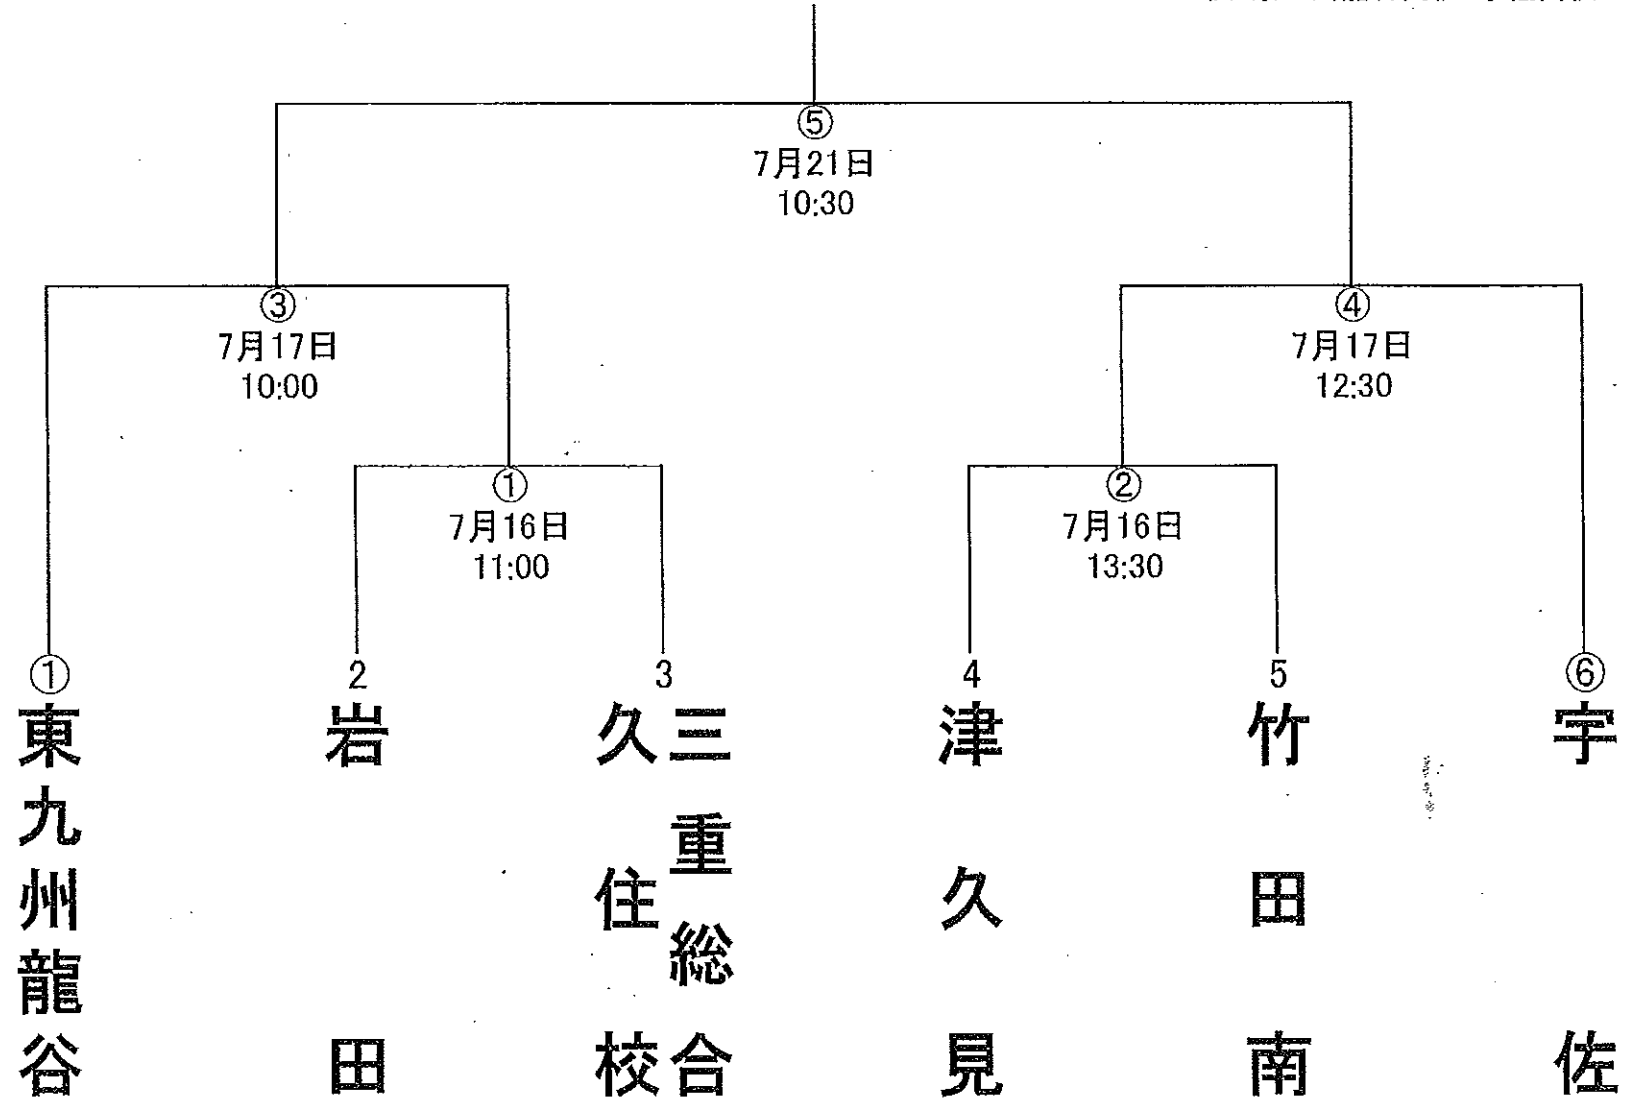 ⑤
7月21日
10:30
③
7月17日
10:00
④
7月17日
12:30
①
7月16日
11:00
②
7月16日
13:30
①
東九州龍谷
2
岩田
3
三重総合
久住校
4
津久見
5
竹田南
⑥
宇佐